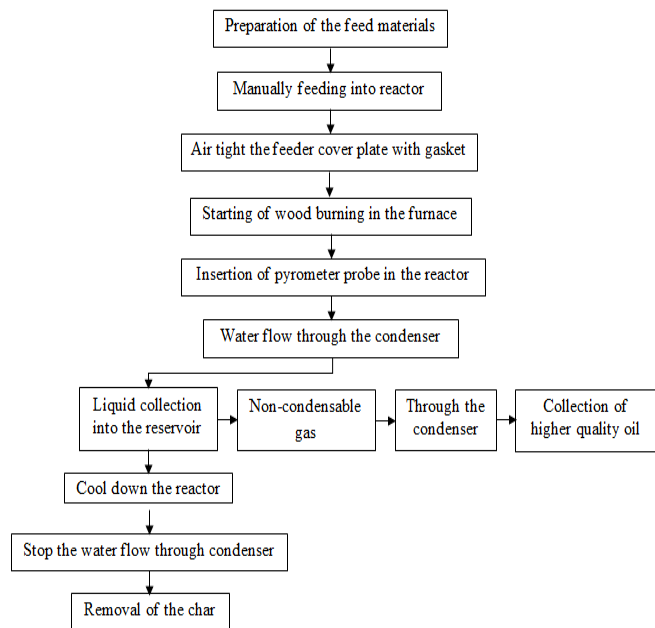 Preparation of the feed materials
Manually feeding into reactor
Air tight the feeder cover plate with gasket
Starting of wood burning in the furnace
Insertion of pyrometer probe in the reactor
Water flow through the condenser
Liquid collection
into the reservoir
Non-condensable
gas
Through the
condenser
Collection of
higher quality oil
Cool down the reactor
Stop the water flow through condenser
Removal of the char